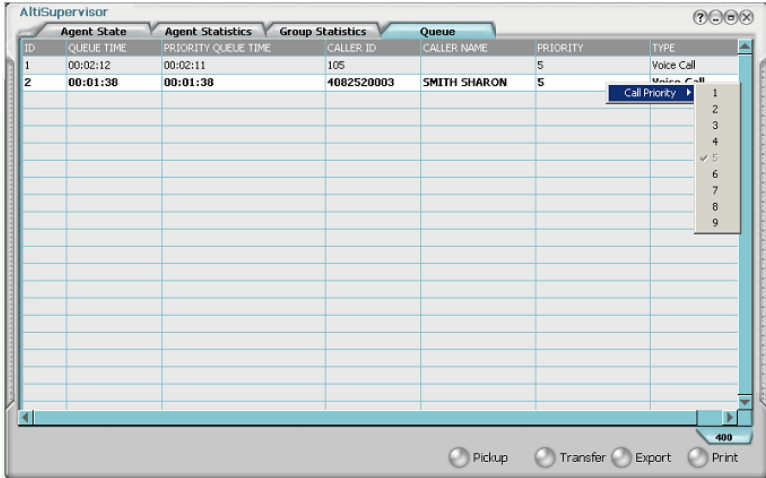 AltiSupervisor
Agent State Agent Statistics Group Statistics Queue
ID QUEUE TIME PRIORITY QUEUE TIME CALLER ID CALLER NAME PRIORITY TYPE
1 00:02:12 00:02:11 105 5 Voice Call
2 00:01:38 00:01:38 4082520003 SMITH SHARON 5 Voice Call
Call Priority 1
2
3
4
5
6
7
8
9
400
Pickup Transfer Export Print